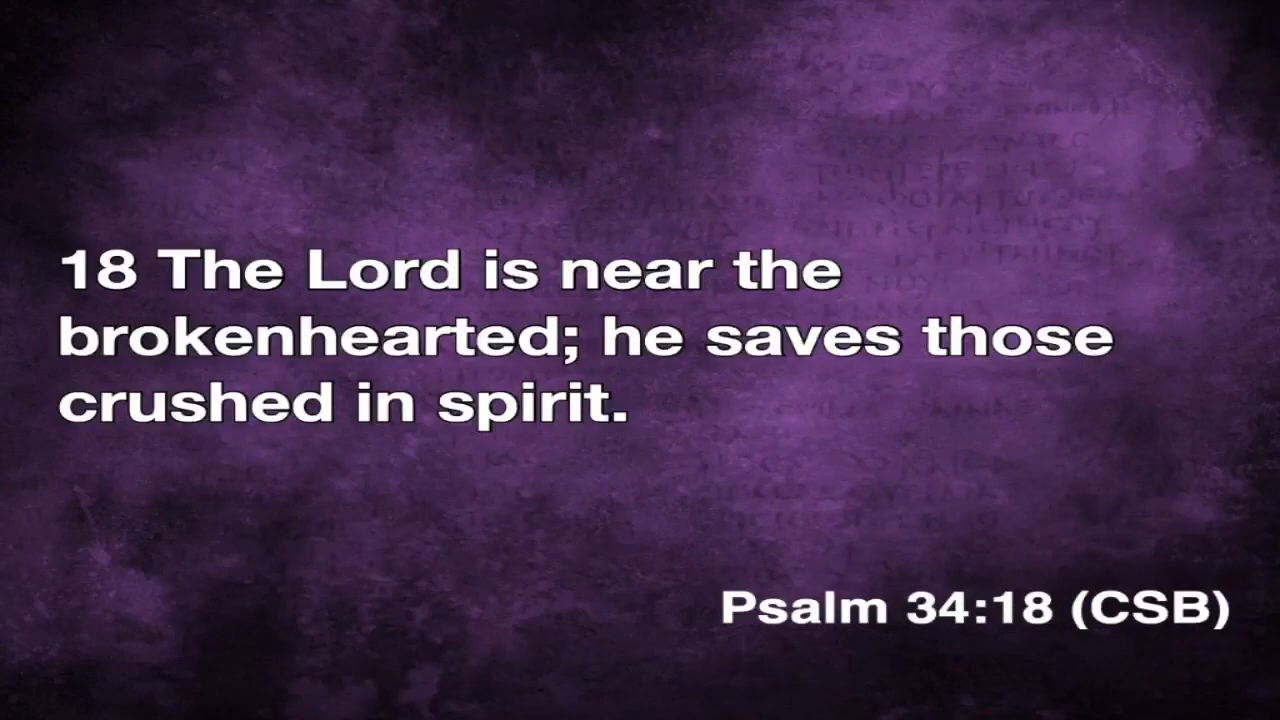 18 The Lord is near the
brokenhearted; he saves those
crushed in spirit.
Psalm 34:18 (CSB)